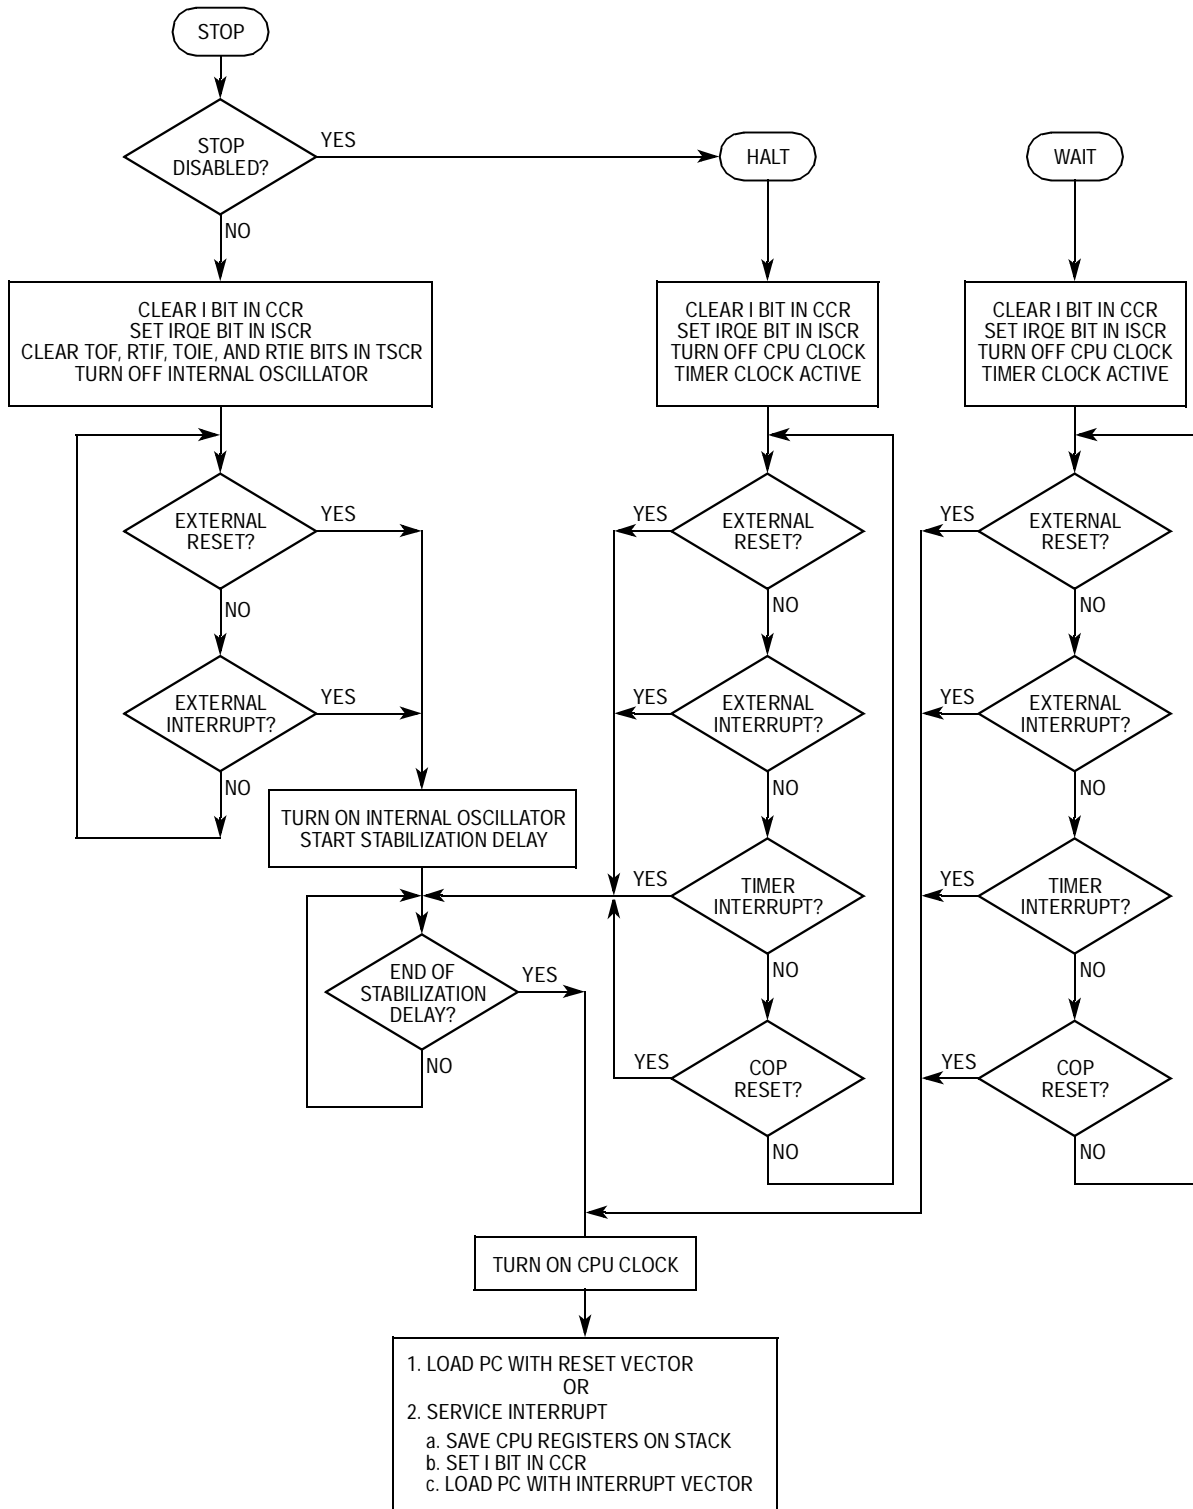 STOP
STOP
DISABLED?
YES
NO
HALT
WAIT
CLEAR I BIT IN CCR
SET IRQE BIT IN ISCR
CLEAR TOF, RTIF, TOIE, AND RTIE BITS IN TSCR
TURN OFF INTERNAL OSCILLATOR
CLEAR I BIT IN CCR
SET IRQE BIT IN ISCR
TURN OFF CPU CLOCK
TIMER CLOCK ACTIVE
CLEAR I BIT IN CCR
SET IRQE BIT IN ISCR
TURN OFF CPU CLOCK
TIMER CLOCK ACTIVE
EXTERNAL
RESET?
YES
NO
EXTERNAL
INTERRUPT?
YES
NO
TURN ON INTERNAL OSCILLATOR
START STABILIZATION DELAY
END OF
STABILIZATION
DELAY?
YES
NO
YES
EXTERNAL
RESET?
NO
YES
EXTERNAL
INTERRUPT?
NO
YES
TIMER
INTERRUPT?
NO
YES
COP
RESET?
NO
YES
EXTERNAL
RESET?
NO
YES
EXTERNAL
INTERRUPT?
NO
YES
TIMER
INTERRUPT?
NO
YES
COP
RESET?
NO
TURN ON CPU CLOCK
1. LOAD PC WITH RESET VECTOR
OR
2. SERVICE INTERRUPT
a. SAVE CPU REGISTERS ON STACK
b. SET I BIT IN CCR
c. LOAD PC WITH INTERRUPT VECTOR